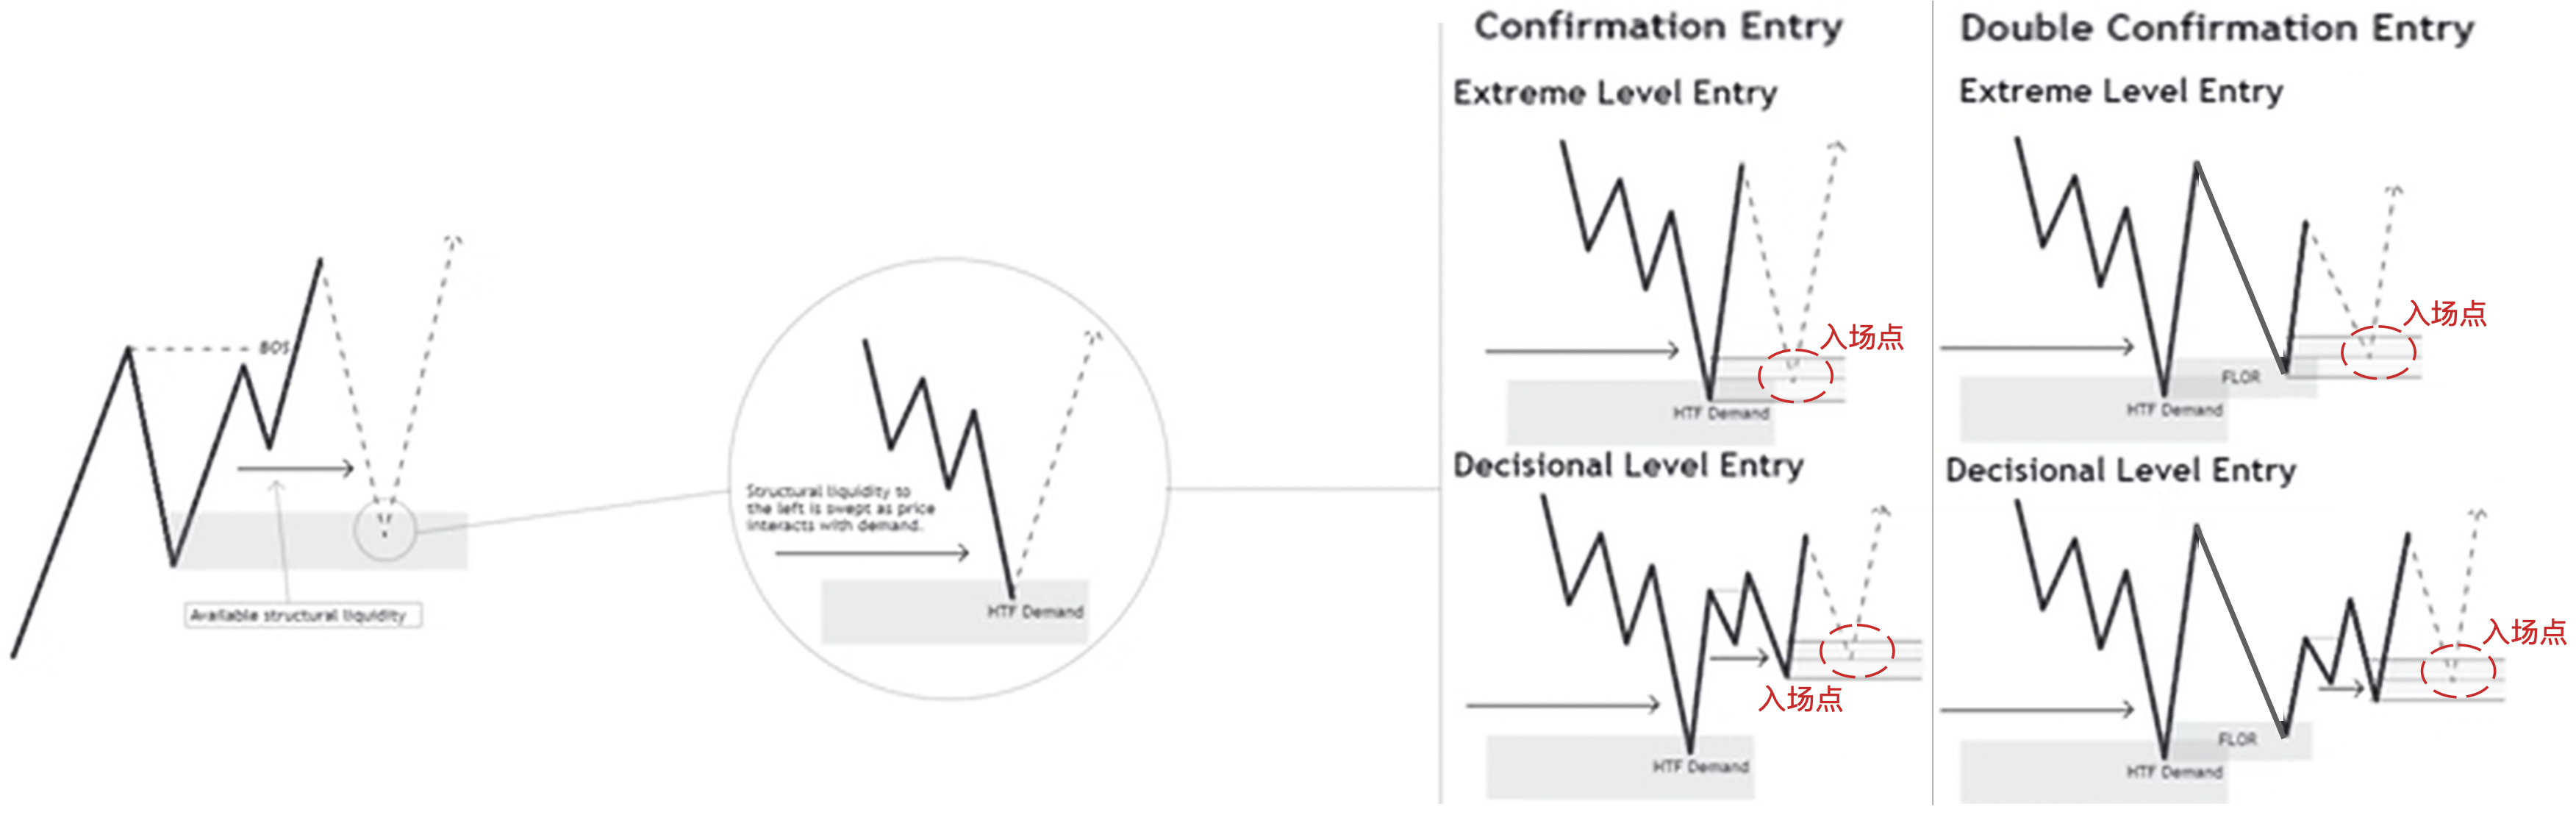 BOS
Available structural liquidity
Structural liquidity to
the left is swept as price
interacts with demand.
HTF Demand
Confirmation Entry
Extreme Level Entry
入场点
HTF Demand
Decisional Level Entry
入场点
HTF Demand
Double Confirmation Entry
Extreme Level Entry
入场点
FLOR
HTF Demand
Decisional Level Entry
入场点
FLOR
HTF Demand